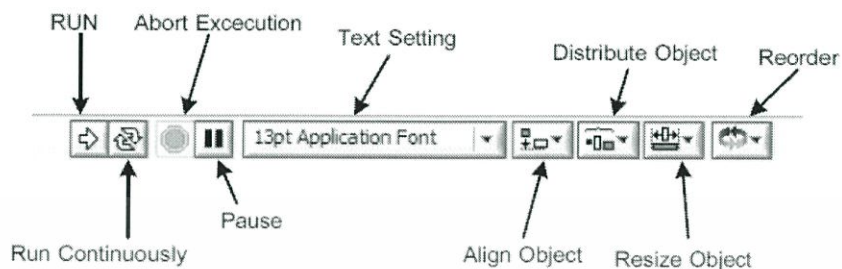 RUN
Abort Excecution
Text Setting
Distribute Object
Reorder
13pt Application Font
Pause
Run Continuously
Align Object
Resize Object